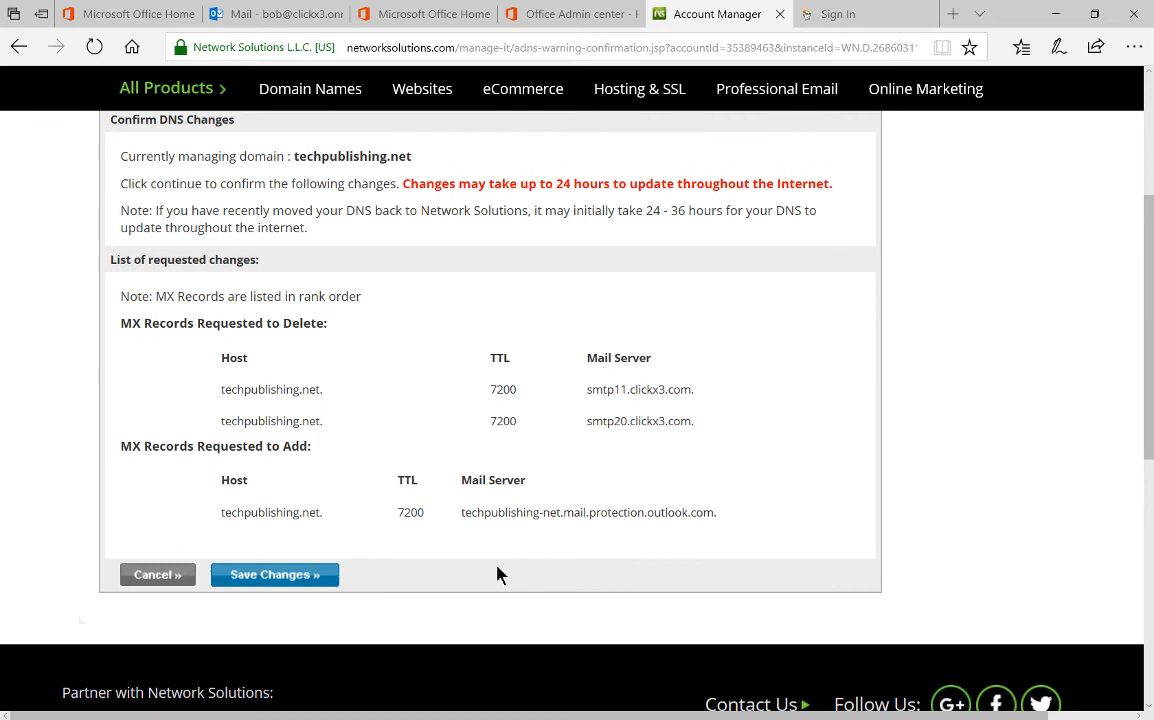 Microsoft Office Home
Mail - bob@clickx3.onr
Microsoft Office Home
Office Admin center - H
ns
Account Manager
Sign In
Network Solutions L.L.C. [US]
networksolutions.com/manage-it/adns-warning-confirmation.jsp?accountId=35389463&instanceId=WN.D.2686031
All Products >
Domain Names
Websites
eCommerce
Hosting & SSL
Professional Email
Online Marketing
Confirm DNS Changes
Currently managing domain : techpublishing.net
Click continue to confirm the following changes. Changes may take up to 24 hours to update throughout the Internet.
Note: If you have recently moved your DNS back to Network Solutions, it may initially take 24 - 36 hours for your DNS to
update throughout the internet.
List of requested changes:
Note: MX Records are listed in rank order
MX Records Requested to Delete:
Host TTL Mail Server
techpublishing.net. 7200 smtp11.clickx3.com.
techpublishing.net. 7200 smtp20.clickx3.com.
MX Records Requested to Add:
Host TTL Mail Server
techpublishing.net. 7200 techpublishing-net.mail.protection.outlook.com.
Cancel »
Save Changes »
Partner with Network Solutions:
Contact Us
Follow Us:
G+
f